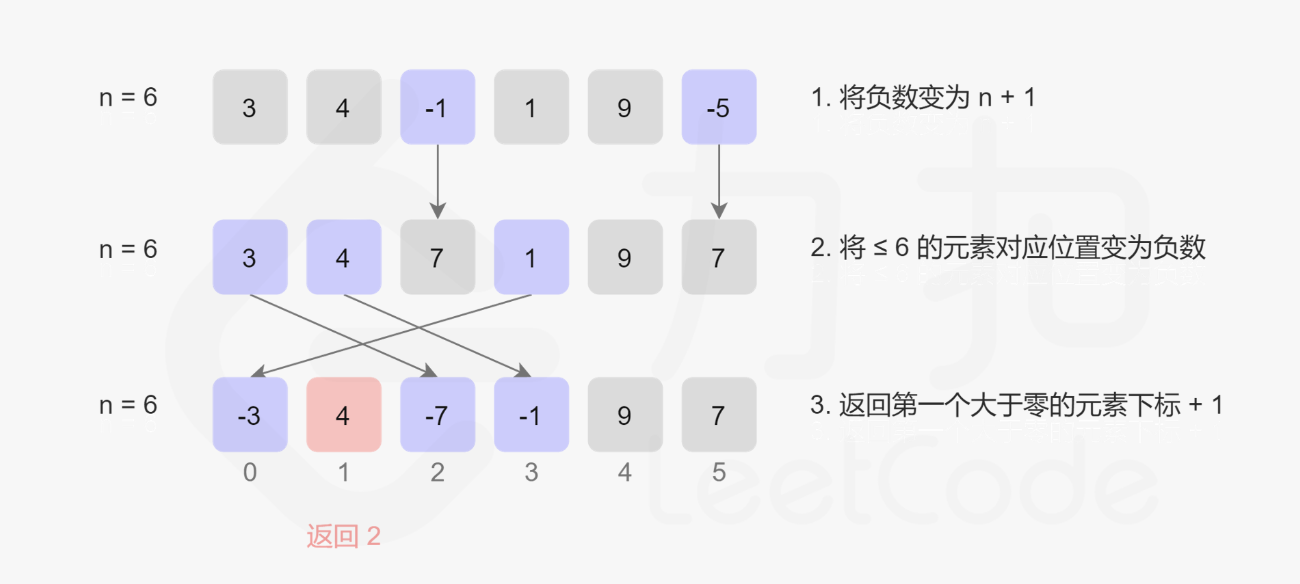 n = 6 3 4 -1 1 9 -5 1. 将负数变为 n + 1
n = 6 3 4 7 1 9 7 2. 将 ≤ 6 的元素对应位置变为负数
n = 6 -3 4 -7 -1 9 7 3. 返回第一个大于零的元素下标 + 1
0 1 2 3 4 5
返回 2
力扣
LeetCode